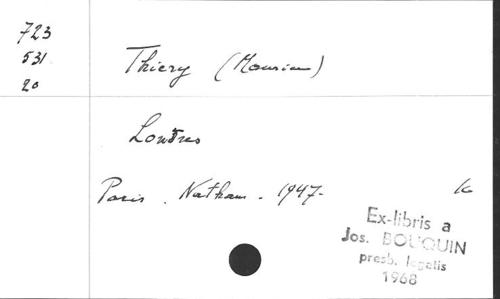 723
531
20
Thiery (Maurice)
Londres
Paris. Nathan. 1947-
Ex-libris a
Jos. BOUQUIN
presb. legalis
1968